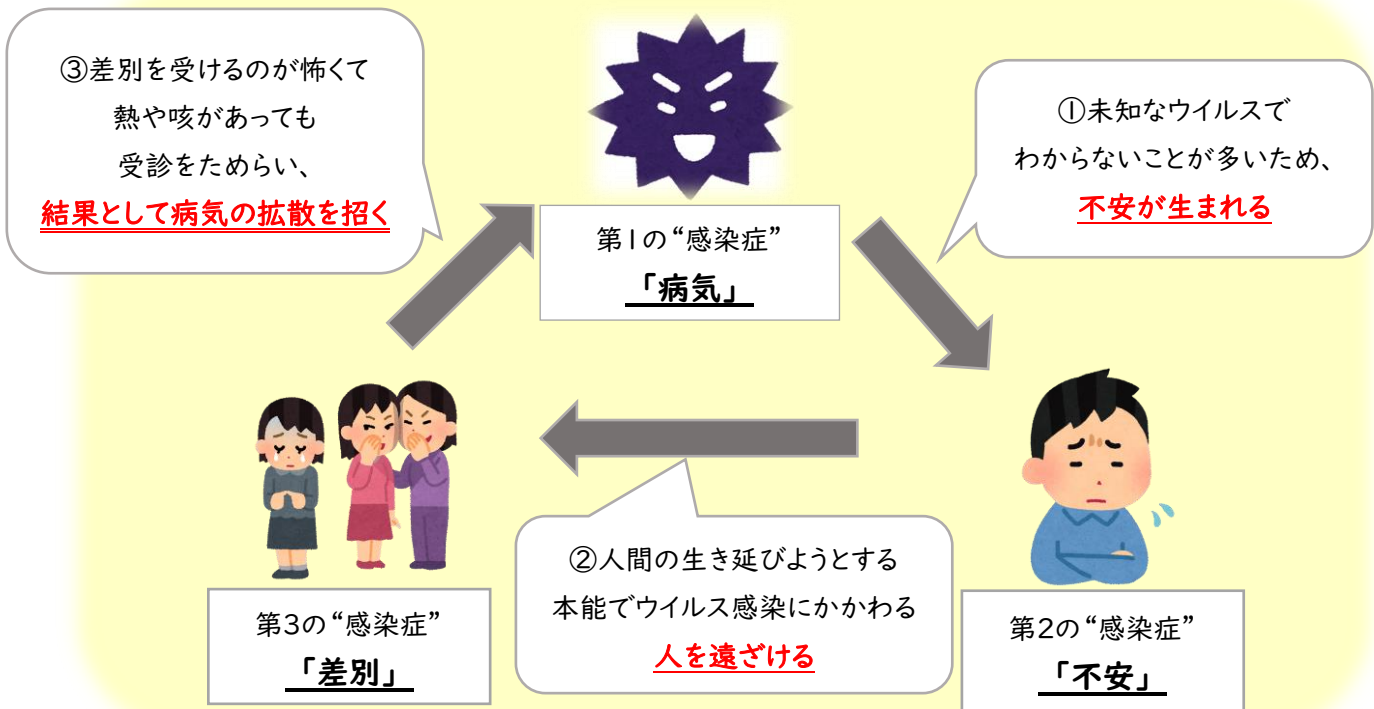 ③差別を受けるのが怖くて
熱や咳があっても
受診をためらい、
結果として病気の拡散を招く
第1の“感染症”
「病気」
①未知なウイルスで
わからないことが多いため、
不安が生まれる
第3の“感染症”
「差別」
②人間の生き延びようとする
本能でウイルス感染にかかわる
人を遠ざける
第2の“感染症”
「不安」